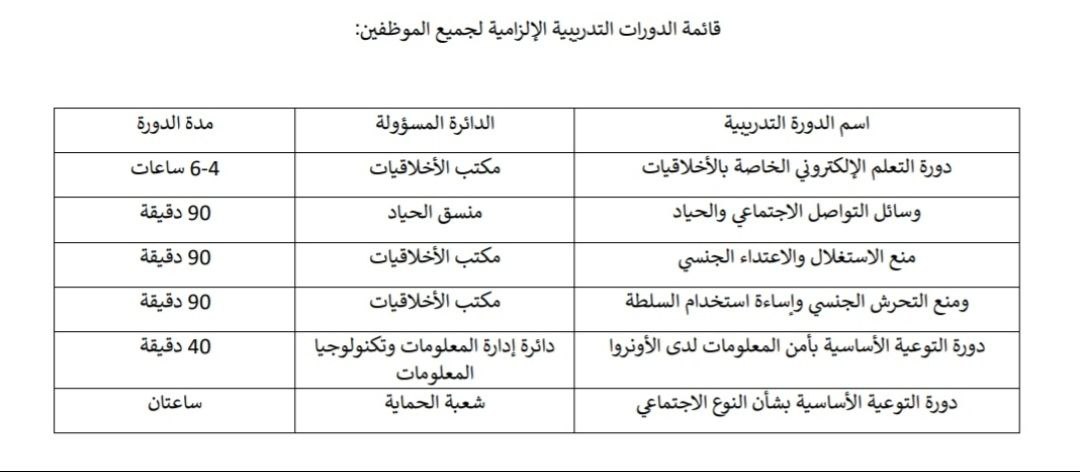 قائمة الدورات التدريبية الإلزامية لجميع الموظفين:
اسم الدورة التدريبية الدائرة المسؤولة مدة الدورة
دورة التعلم الإلكتروني الخاصة بالأخلاقيات مكتب الأخلاقيات 6-4 ساعات
وسائل التواصل الاجتماعي والحياد منسق الحياد 90 دقيقة
منع الاستغلال والاعتداء الجنسي مكتب الأخلاقيات 90 دقيقة
ومنع التحرش الجنسي وإساءة استخدام السلطة مكتب الأخلاقيات 90 دقيقة
دورة التوعية الأساسية بأمن المعلومات لدى الأونروا دائرة إدارة المعلومات وتكنولوجيا 40 دقيقة
المعلومات
دورة التوعية الأساسية بشأن النوع الاجتماعي شعبة الحماية ساعتان